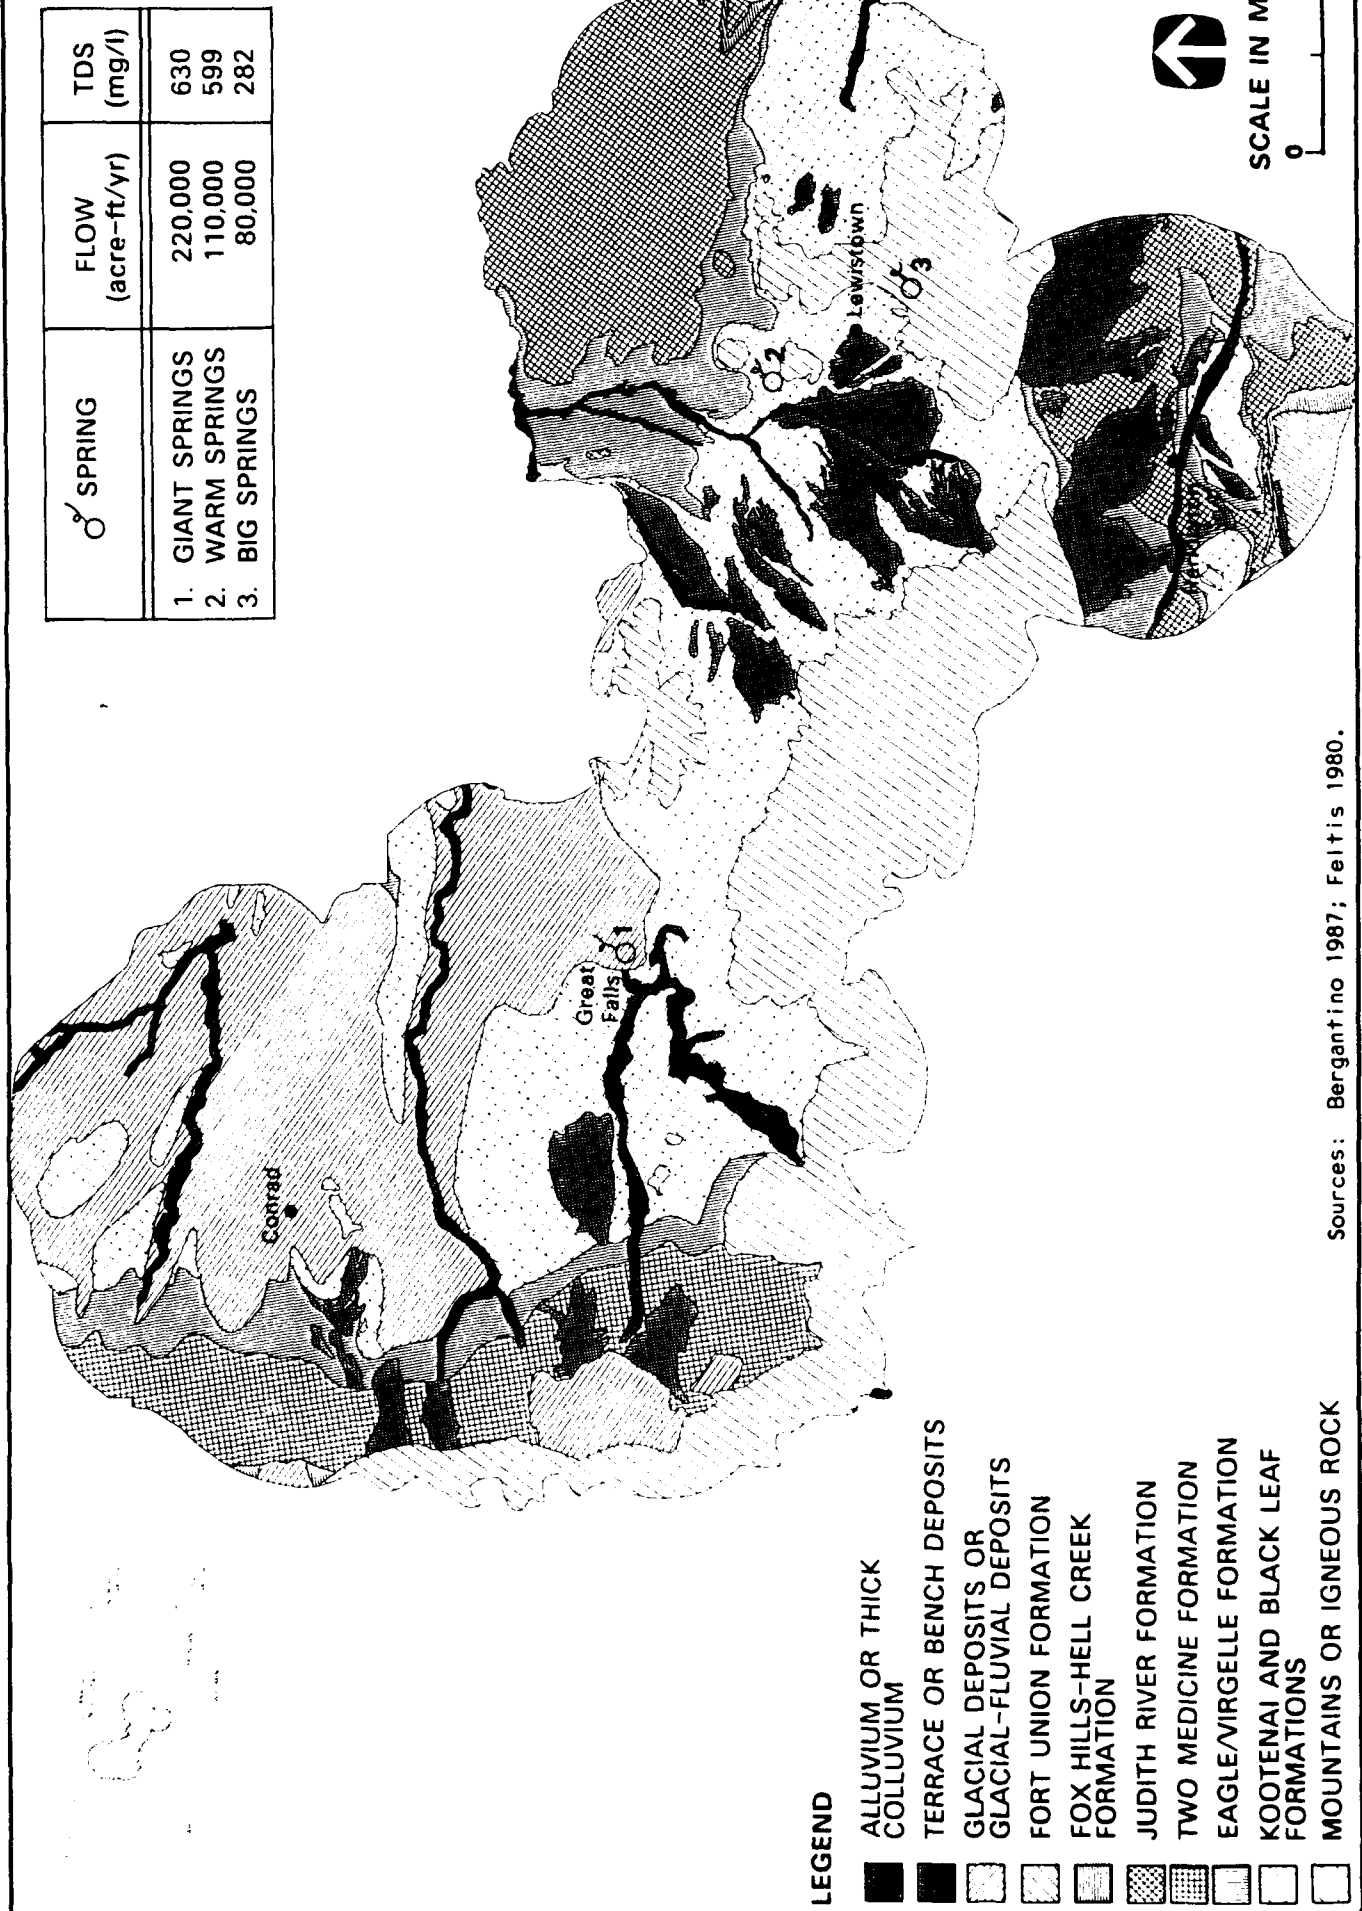 SPRING
FLOW
(acre-ft/yr)
TDS
(mg/l)
1. GIANT SPRINGS 220,000 630
2. WARM SPRINGS 110,000 599
3. BIG SPRINGS 80,000 282
Conrad
Great
Falls
1
2
Lewistown
3
SCALE IN M
0
LEGEND
ALLUVIUM OR THICK
COLLUVIUM
TERRACE OR BENCH DEPOSITS
GLACIAL DEPOSITS OR
GLACIAL-FLUVIAL DEPOSITS
FORT UNION FORMATION
FOX HILLS-HELL CREEK
FORMATION
JUDITH RIVER FORMATION
TWO MEDICINE FORMATION
EAGLE/VIRGELLE FORMATION
KOOTENAI AND BLACK LEAF
FORMATIONS
MOUNTAINS OR IGNEOUS ROCK
Sources: Bergantino 1987; Feltis 1980.